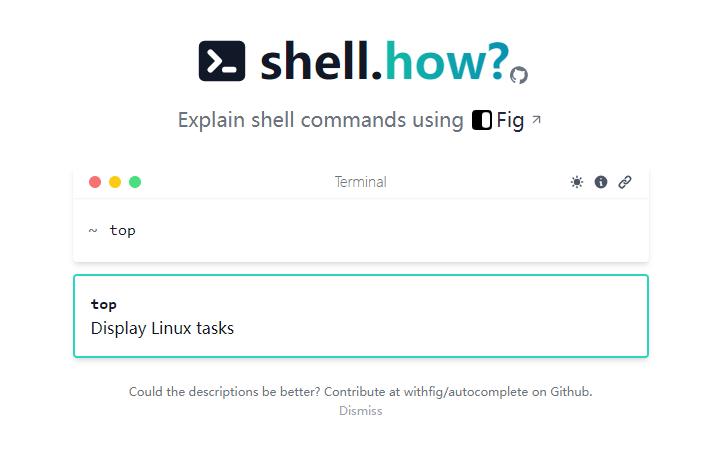 shell.how?
Explain shell commands using Fig ↗
Terminal
~ top
top
Display Linux tasks
Could the descriptions be better? Contribute at withfig/autocomplete on Github.
Dismiss